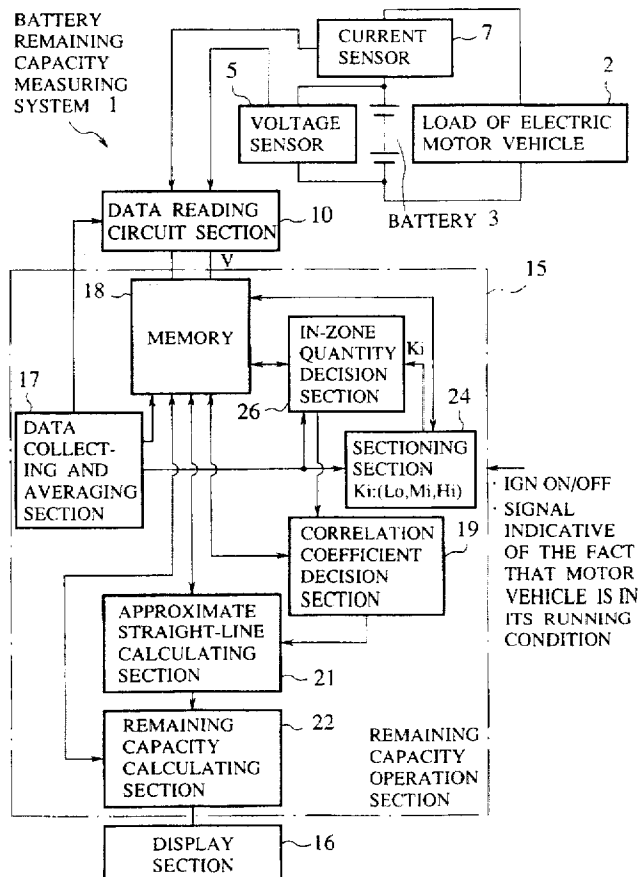 BATTERY
REMAINING
CAPACITY
MEASURING
SYSTEM 1
CURRENT
SENSOR
7
5
VOLTAGE
SENSOR
2
LOAD OF ELECTRIC
MOTOR VEHICLE
BATTERY 3
DATA READING
CIRCUIT SECTION
10
V
15
18
MEMORY
IN-ZONE
QUANTITY
DECISION
SECTION
26
Ki
17
DATA
COLLECT-
ING AND
AVERAGING
SECTION
24
SECTIONING
SECTION
Ki:(Lo,Mi,Hi)
· IGN ON/OFF
· SIGNAL
INDICATIVE
OF THE FACT
THAT MOTOR
VEHICLE IS IN
ITS RUNNING
CONDITION
19
CORRELATION
COEFFICIENT
DECISION
SECTION
APPROXIMATE
STRAIGHT-LINE
CALCULATING
SECTION
21
22
REMAINING
CAPACITY
CALCULATING
SECTION
REMAINING
CAPACITY
OPERATION
SECTION
DISPLAY
SECTION
16